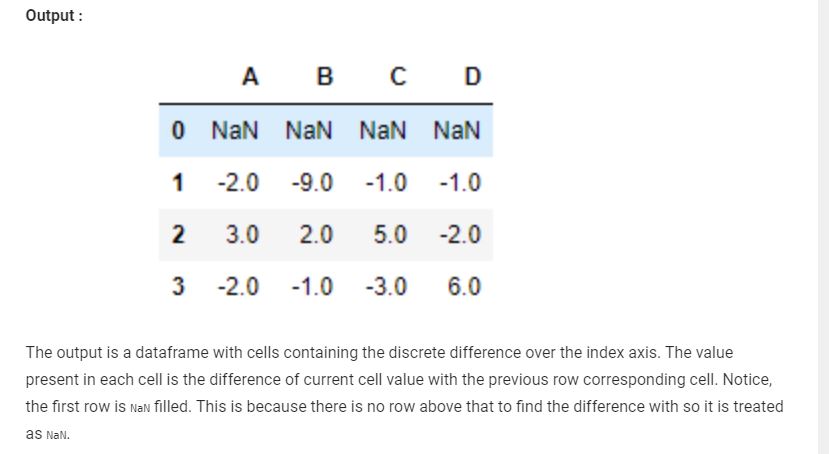 Output :
A B C D
0 NaN NaN NaN NaN
1 -2.0 -9.0 -1.0 -1.0
2 3.0 2.0 5.0 -2.0
3 -2.0 -1.0 -3.0 6.0
The output is a dataframe with cells containing the discrete difference over the index axis. The value
present in each cell is the difference of current cell value with the previous row corresponding cell. Notice,
the first row is NaN filled. This is because there is no row above that to find the difference with so it is treated
as NaN.